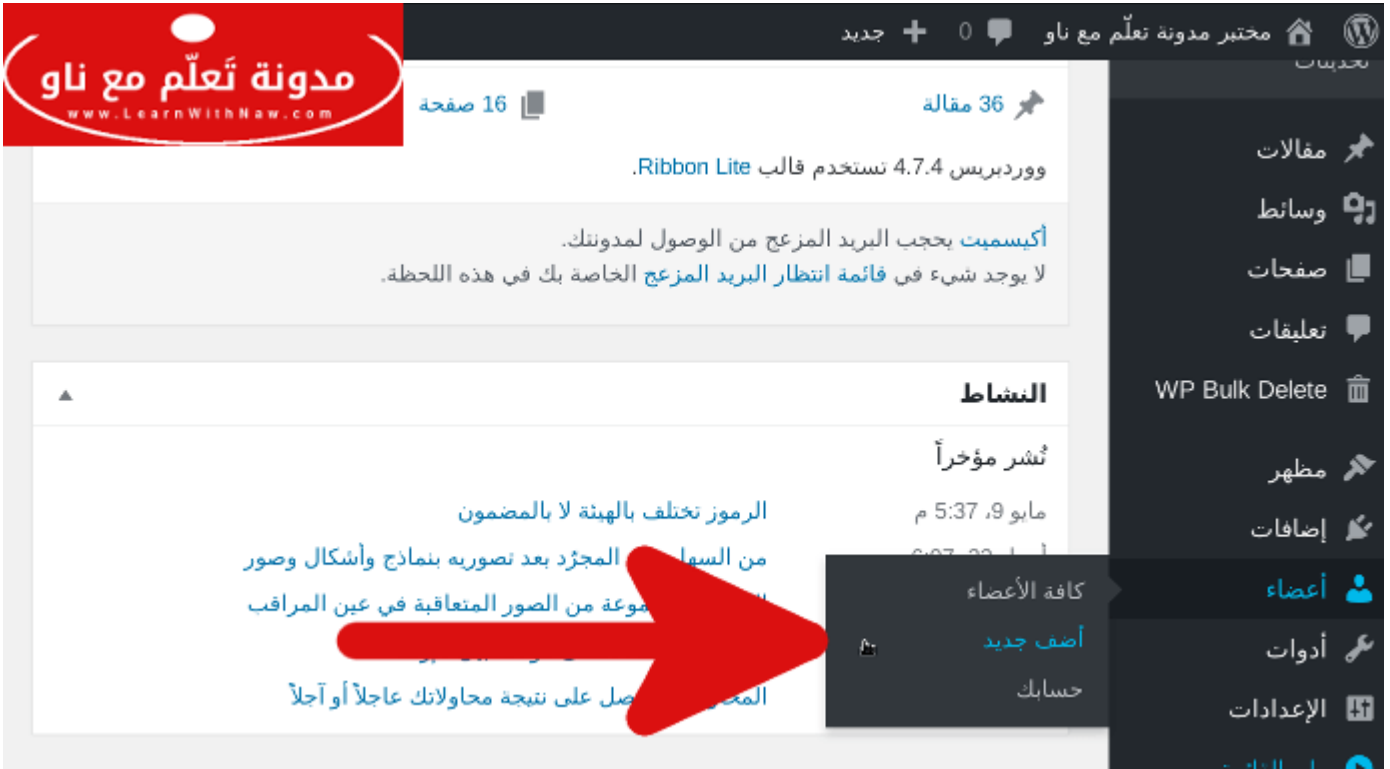 مختبر مدونة تعلّم مع ناو 0 جديد
مدونة تَعلّم مع ناو
www.LearnWithNaw.com
تحديثات
مقالات
وسائط
صفحات
تعليقات
WP Bulk Delete
مظهر
إضافات
أعضاء
أدوات
الإعدادات
كافة الأعضاء
أضف جديد
حسابك
36 مقالة 16 صفحة
ووردبريس 4.7.4 تستخدم قالب Ribbon Lite.
أكيسميت يحجب البريد المزعج من الوصول لمدونتك.
لا يوجد شيء في قائمة انتظار البريد المزعج الخاصة بك في هذه اللحظة.
النشاط
نُشر مؤخراً
مايو 9، 5:37 م الرموز تختلف بالهيئة لا بالمضمون
من المجرّد بعد تصوريه بنماذج وأشكال وصور
من الصور المتعاقبة في عين المراقب
على نتيجة محاولاتك عاجلاً أو آجلاً